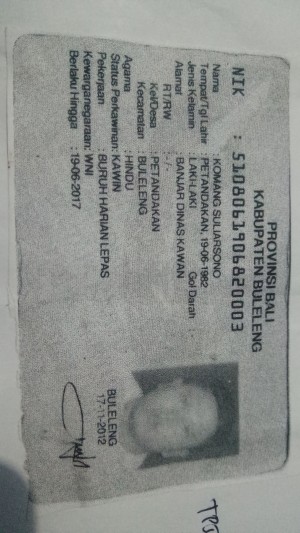 PROVINSI BALI
KABUPATEN BULELENG
NIK : 5108061906820003
Nama : KOMANG SULIARSONO
Tempat/Tgl Lahir : PETANDAKAN, 19-06-1982
Jenis Kelamin : LAKI-LAKI Gol Darah :
Alamat : BANJAR DINAS KAWAN
RT/RW : - / -
Kel/Desa : PETANDAKAN
Kecamatan : BULELENG
Agama : HINDU
Status Perkawinan: KAWIN
Pekerjaan : BURUH HARIAN LEPAS
Kewarganegaraan: WNI
Berlaku Hingga : 19-06-2017
BULELENG
17-11-2012